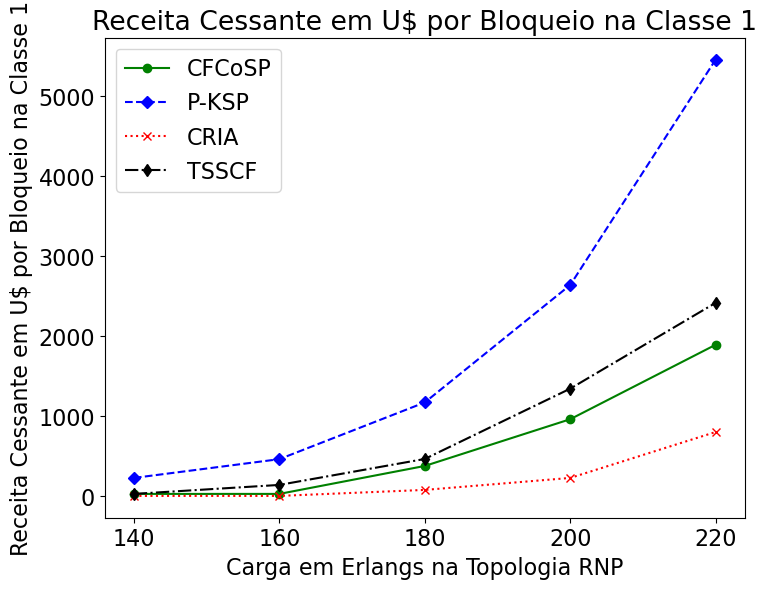 Receita Cessante em U$ por Bloqueio na Classe 1
Receita Cessante em U$ por Bloqueio na Classe 1
CFCoSP
P-KSP
CRIA
TSSCF
5000
4000
3000
2000
1000
0
140 160 180 200 220
Carga em Erlangs na Topologia RNP